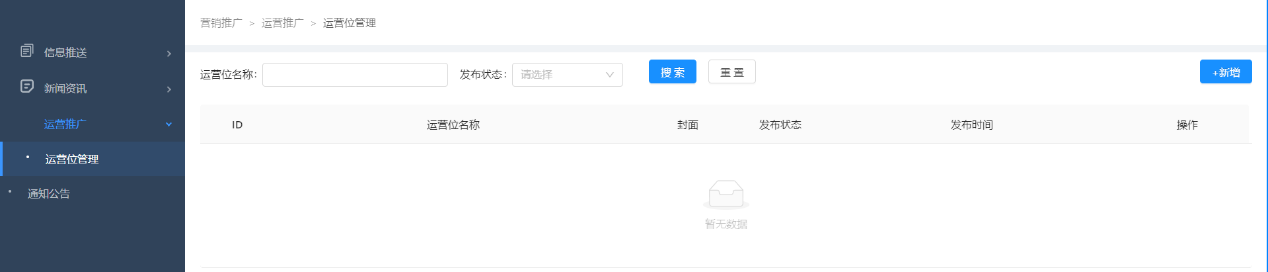 营销推广 > 运营推广 > 运营位管理
信息推送
新闻资讯
运营推广
运营位管理
通知公告
运营位名称: 发布状态: 请选择 搜索 重置 +新增
ID 运营位名称 封面 发布状态 发布时间 操作
暂无数据